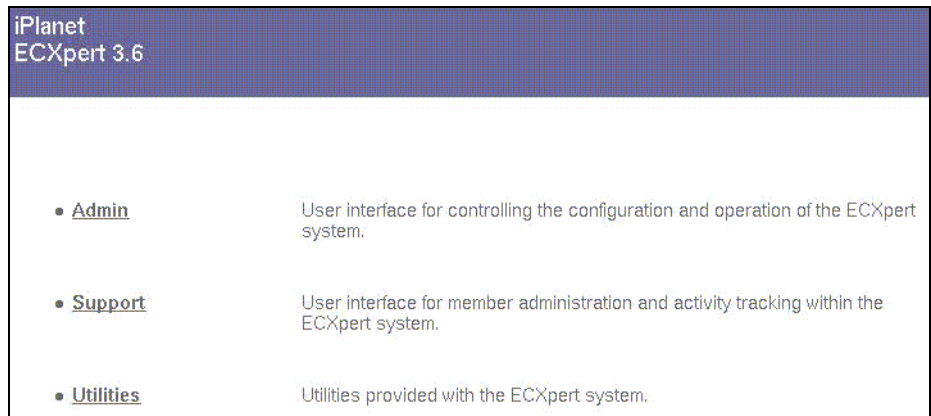 iPlanet
ECXpert 3.6
• Admin
User interface for controlling the configuration and operation of the ECXpert
system.
• Support
User interface for member administration and activity tracking within the
ECXpert system.
• Utilities
Utilities provided with the ECXpert system.